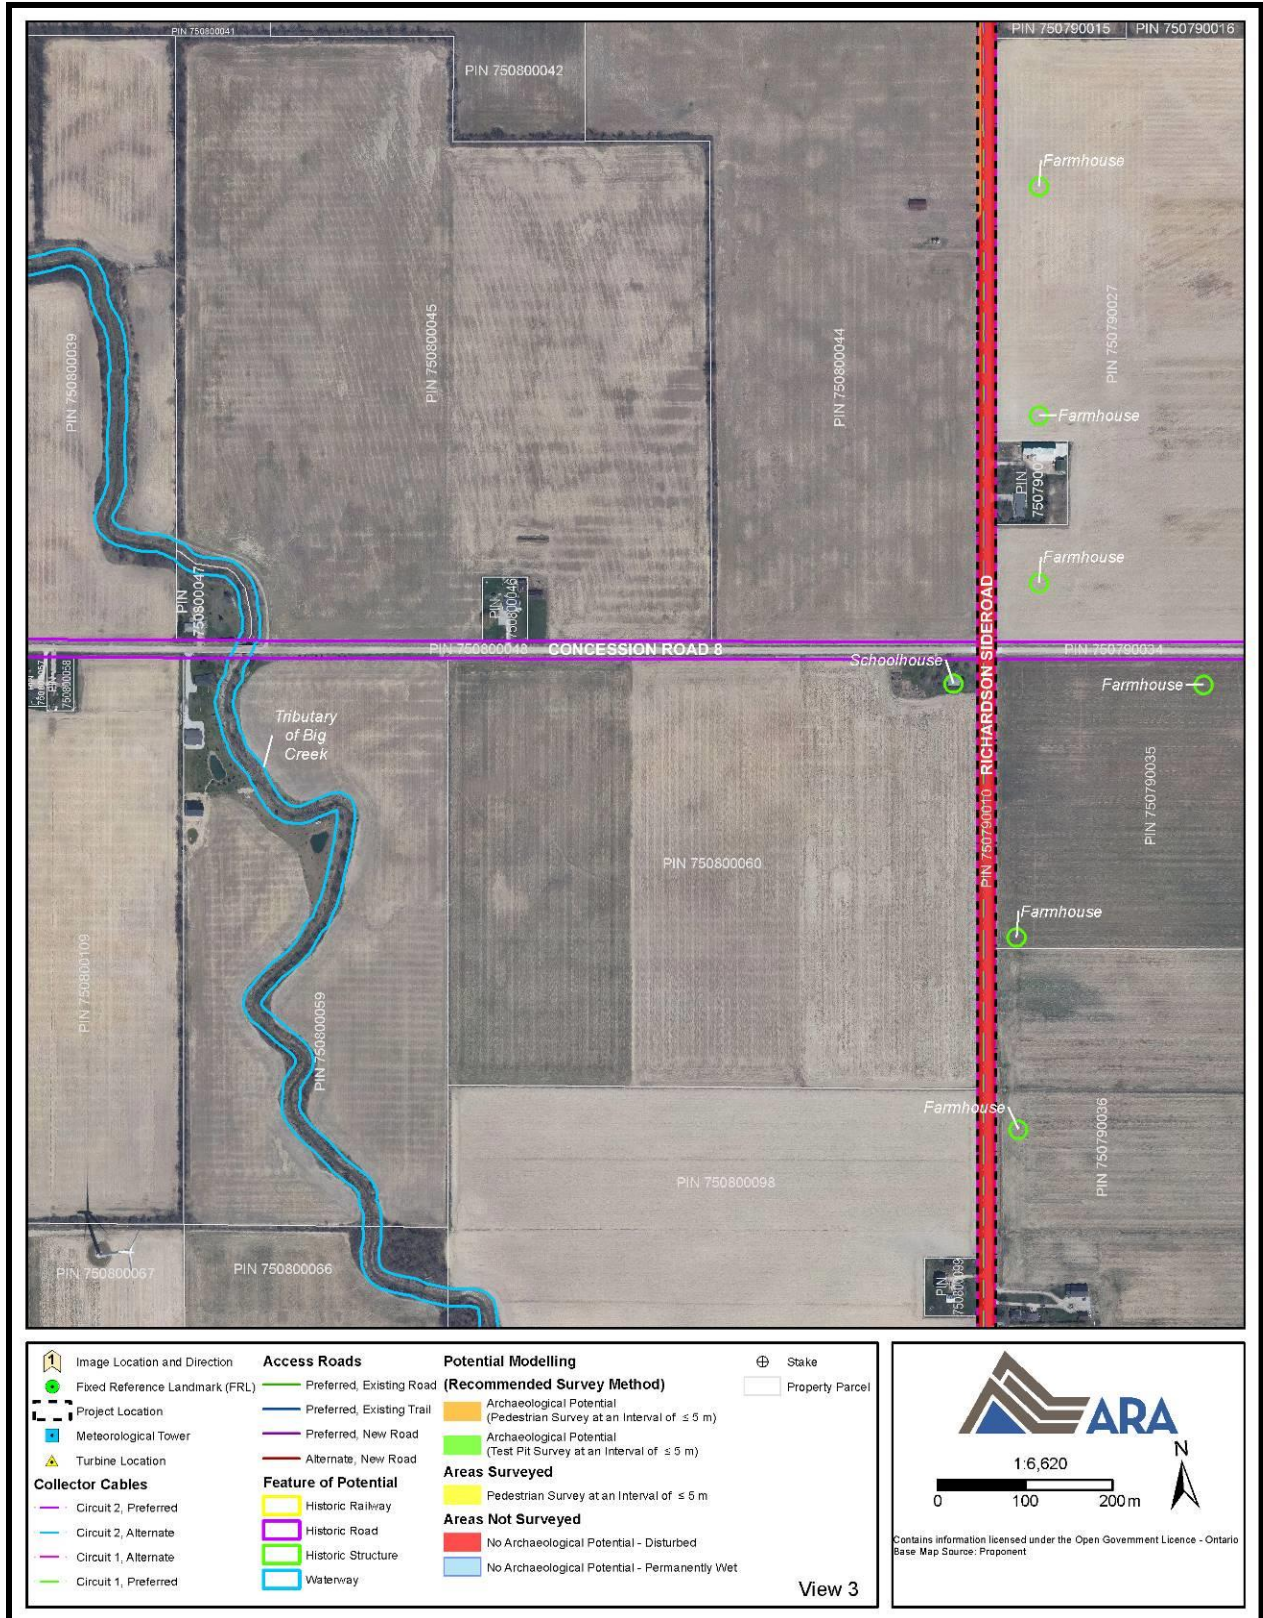 PIN 750800041
PIN 750790015
PIN 750790016
PIN 750800042
Farmhouse
PIN 750790027
PIN 750800039
PIN 750800045
PIN 750800044
Farmhouse
PIN
Farmhouse
PIN
750800047
PIN
750800046
PIN 750800048
CONCESSION ROAD 8
RICHARDSON SIDEROAD
PIN 750790034
Schoolhouse
Farmhouse
750800057
PIN
750800058
Tributary
of Big
Creek
PIN 750790035
PIN 750790010
PIN 750800060
Farmhouse
PIN 750800109
PIN 750800059
Farmhouse
PIN 750790036
PIN 750800098
PIN 750800067
PIN 750800066
PIN
750800099
1 Image Location and Direction
Fixed Reference Landmark (FRL)
Project Location
Meteorological Tower
Turbine Location
Collector Cables
Circuit 2, Preferred
Circuit 2, Alternate
Circuit 1, Alternate
Circuit 1, Preferred
Access Roads
Preferred, Existing Road
Preferred, Existing Trail
Preferred, New Road
Alternate, New Road
Feature of Potential
Historic Railway
Historic Road
Historic Structure
Waterway
Potential Modelling
(Recommended Survey Method)
Archaeological Potential
(Pedestrian Survey at an Interval of ≤ 5 m)
Archaeological Potential
(Test Pit Survey at an Interval of ≤ 5 m)
Areas Surveyed
Pedestrian Survey at an Interval of ≤ 5 m
Areas Not Surveyed
No Archaeological Potential - Disturbed
No Archaeological Potential - Permanently Wet
Stake
Property Parcel
View 3
ARA
N
1:6,620
0 100 200 m
Contains information licensed under the Open Government Licence - Ontario
Base Map Source: Proponent